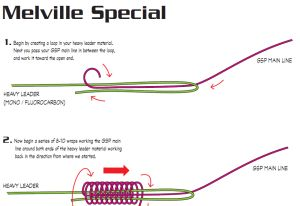 Melville Special
1. Begin by creating a loop in your heavy leader material.
Next you pass your GSP main line in between the loop,
and work it toward the open end.
GSP MAIN LINE
HEAVY LEADER
(MONO / FLUOROCARBON)
2. Now begin a series of 8-10 wraps working the GSP main
line around both ends of the heavy leader material working
back in the direction from where we started.
GSP MAIN LINE
HEAVY LEADER